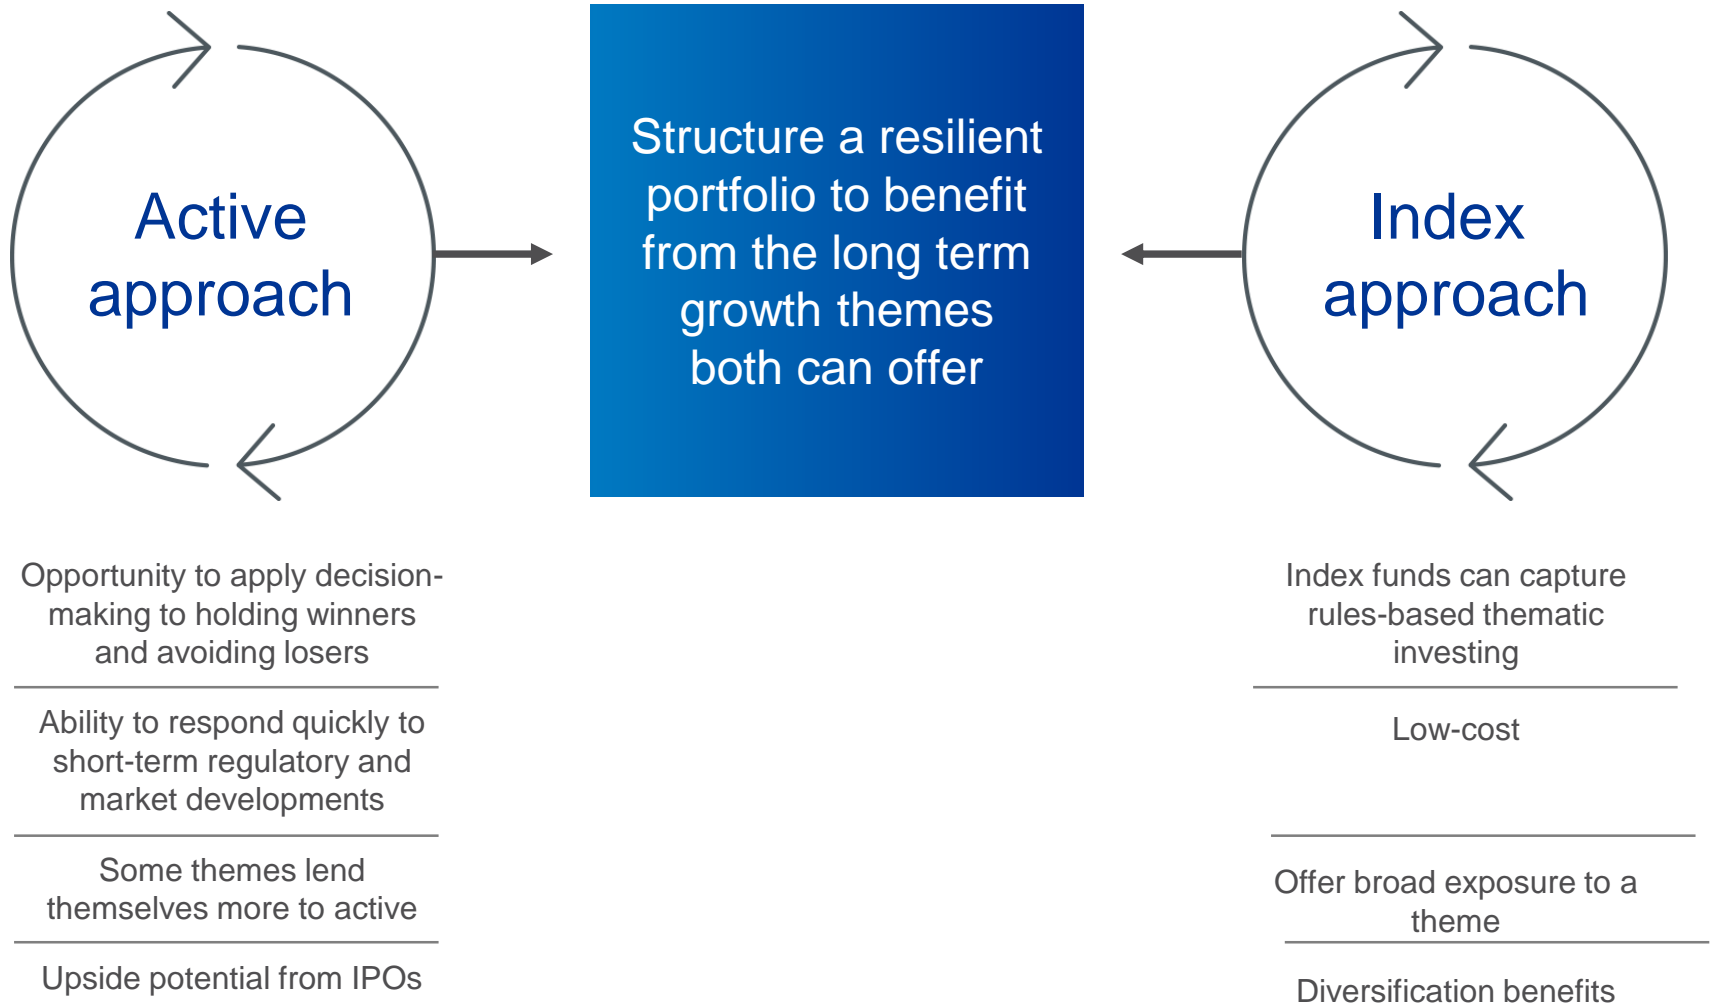 Active
approach
Structure a resilient
portfolio to benefit
from the long term
growth themes
both can offer
Index
approach
Opportunity to apply decision-
making to holding winners
and avoiding losers
Ability to respond quickly to
short-term regulatory and
market developments
Some themes lend
themselves more to active
Upside potential from IPOs
Index funds can capture
rules-based thematic
investing
Low-cost
Offer broad exposure to a
theme
Diversification benefits